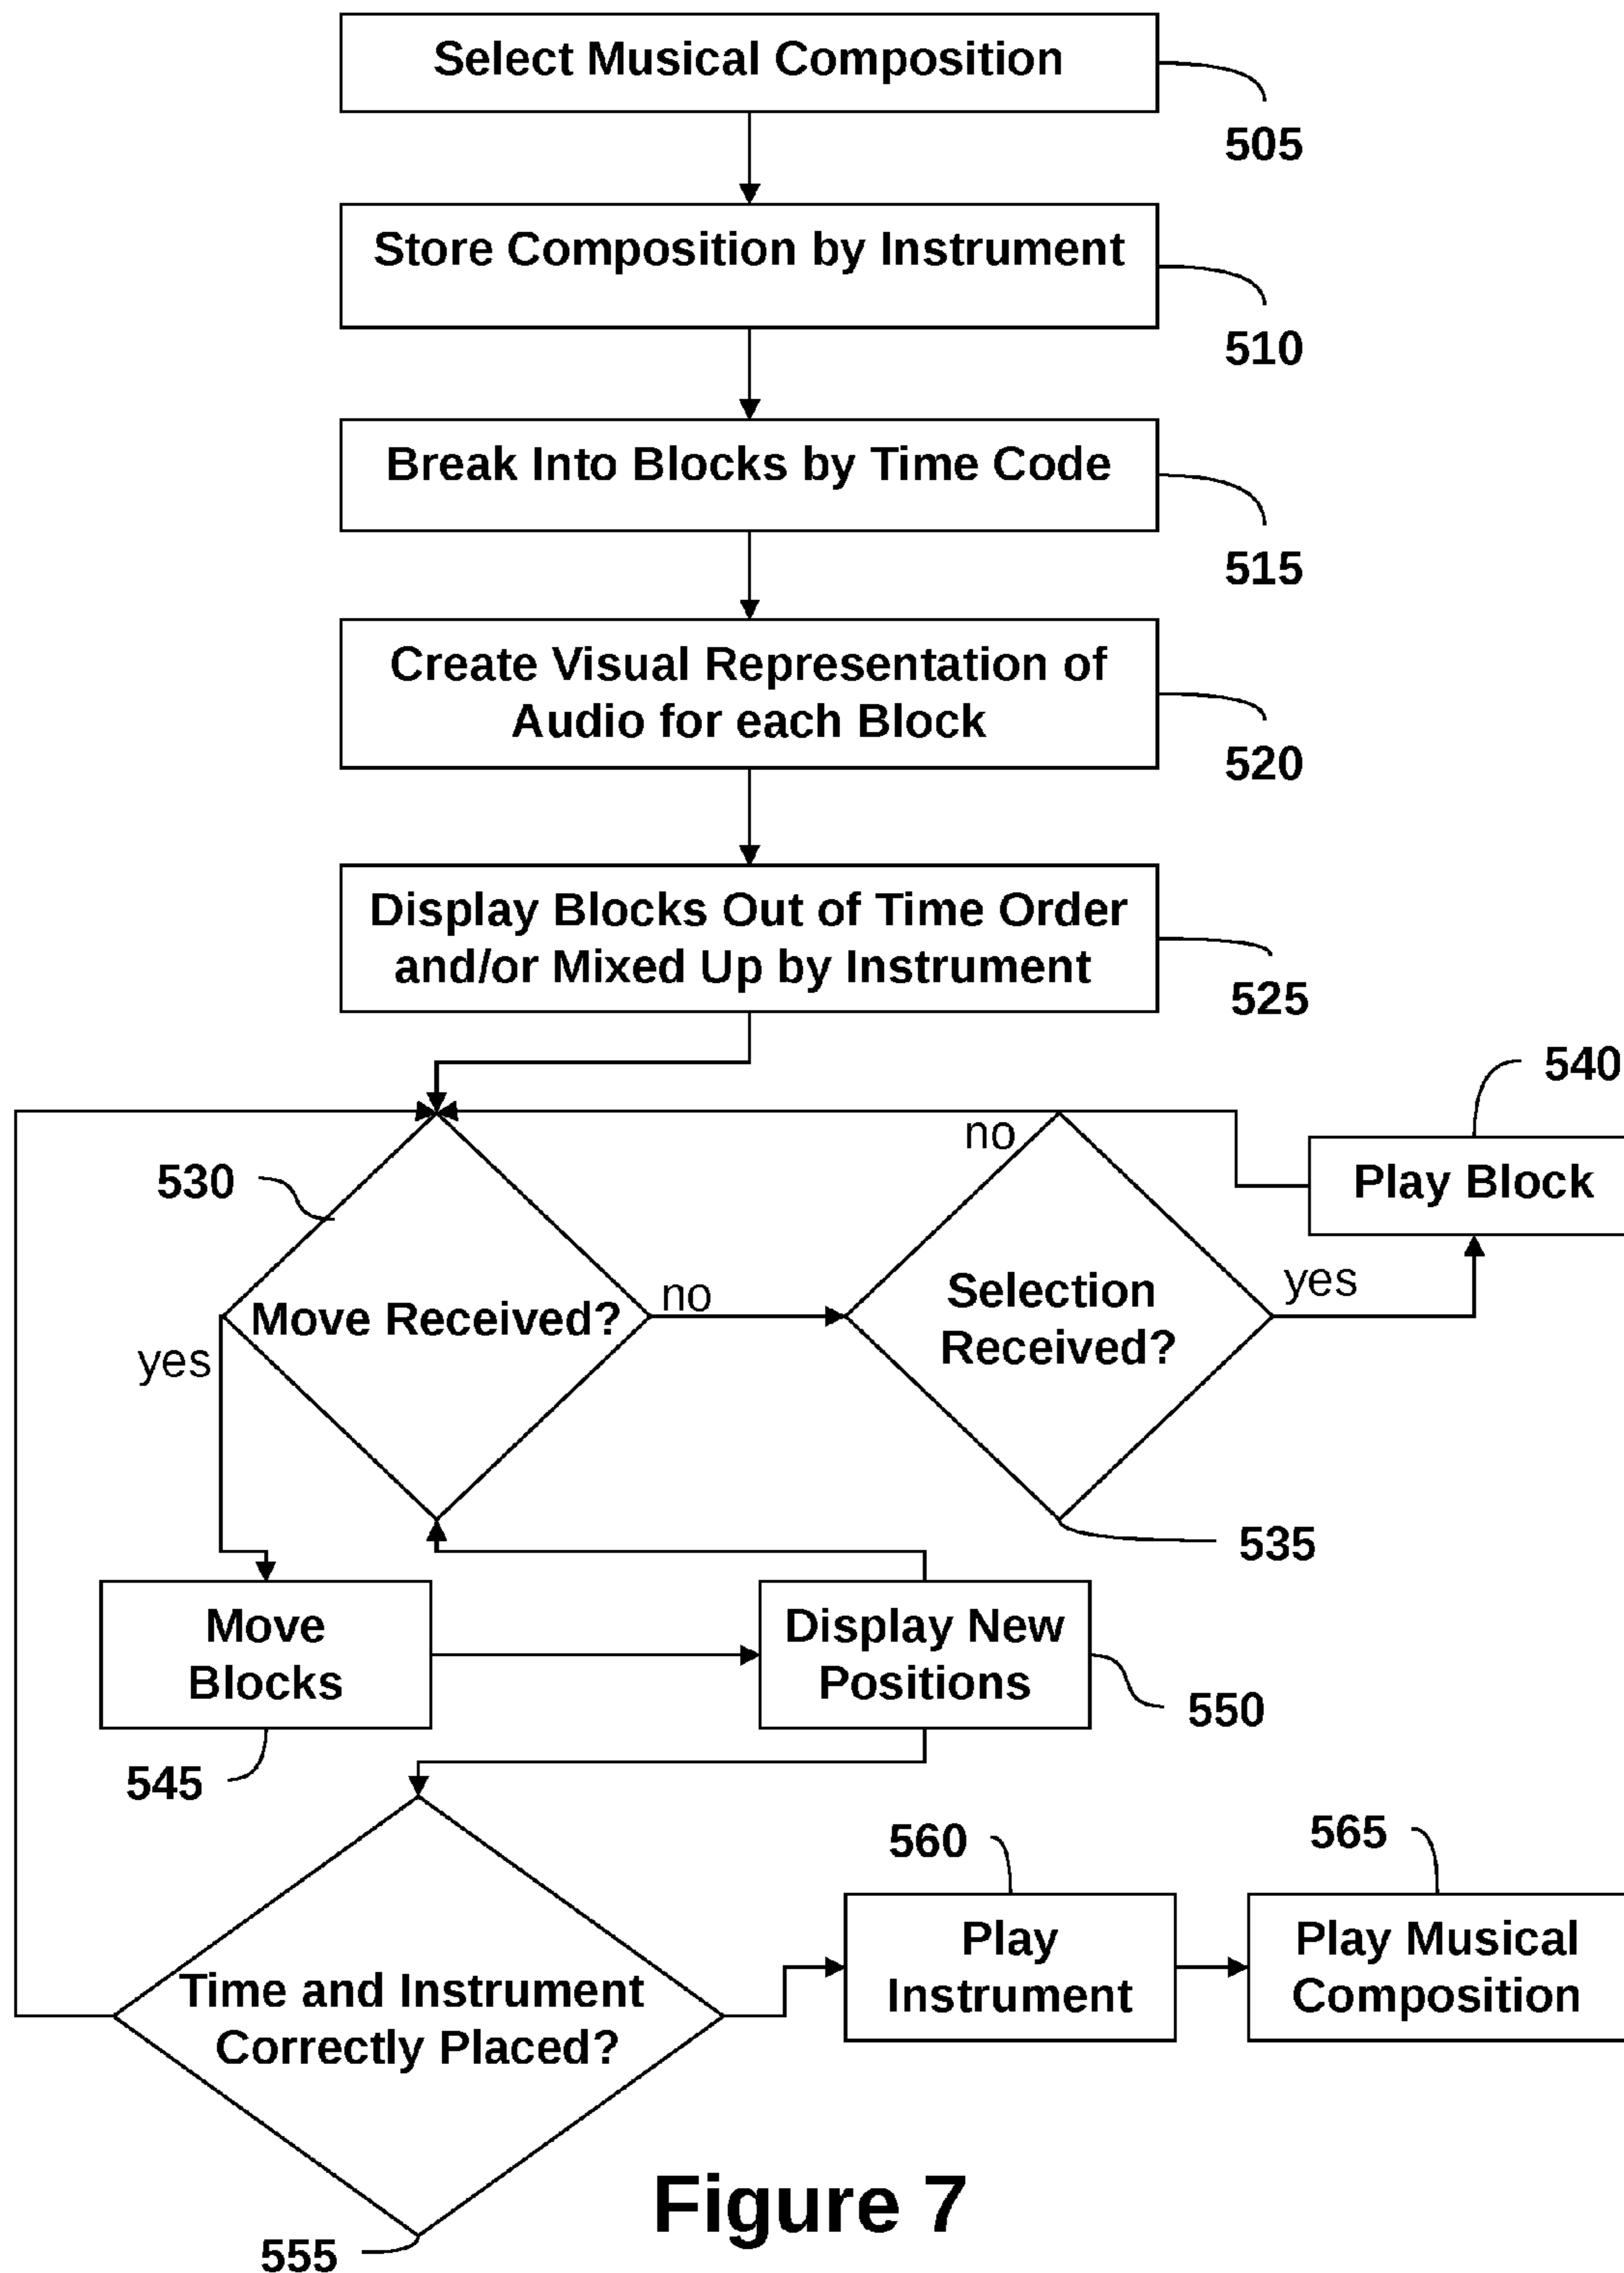 Select Musical Composition
505
Store Composition by Instrument
510
Break Into Blocks by Time Code
515
Create Visual Representation of
Audio for each Block
520
Display Blocks Out of Time Order
and/or Mixed Up by Instrument
525
540
Play Block
530
no
Move Received?
no
Selection
Received?
yes
yes
535
Move
Blocks
Display New
Positions
550
545
560
565
Time and Instrument
Correctly Placed?
Play
Instrument
Play Musical
Composition
555
Figure 7